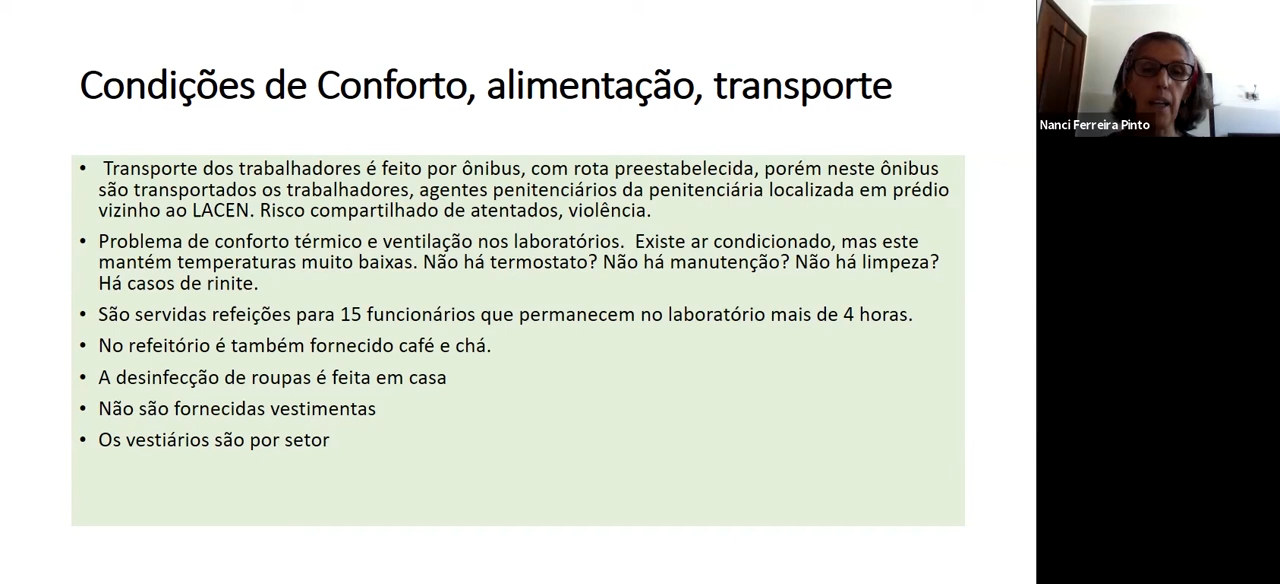 Condições de Conforto, alimentação, transporte
Nanci Ferreira Pinto
• Transporte dos trabalhadores é feito por ônibus, com rota preestabelecida, porém neste ônibus
são transportados os trabalhadores, agentes penitenciários da penitenciária localizada em prédio
vizinho ao LACEN. Risco compartilhado de atentados, violência.
• Problema de conforto térmico e ventilação nos laboratórios. Existe ar condicionado, mas este
mantém temperaturas muito baixas. Não há termostato? Não há manutenção? Não há limpeza?
Há casos de rinite.
• São servidas refeições para 15 funcionários que permanecem no laboratório mais de 4 horas.
• No refeitório é também fornecido café e chá.
• A desinfecção de roupas é feita em casa
• Não são fornecidas vestimentas
• Os vestiários são por setor